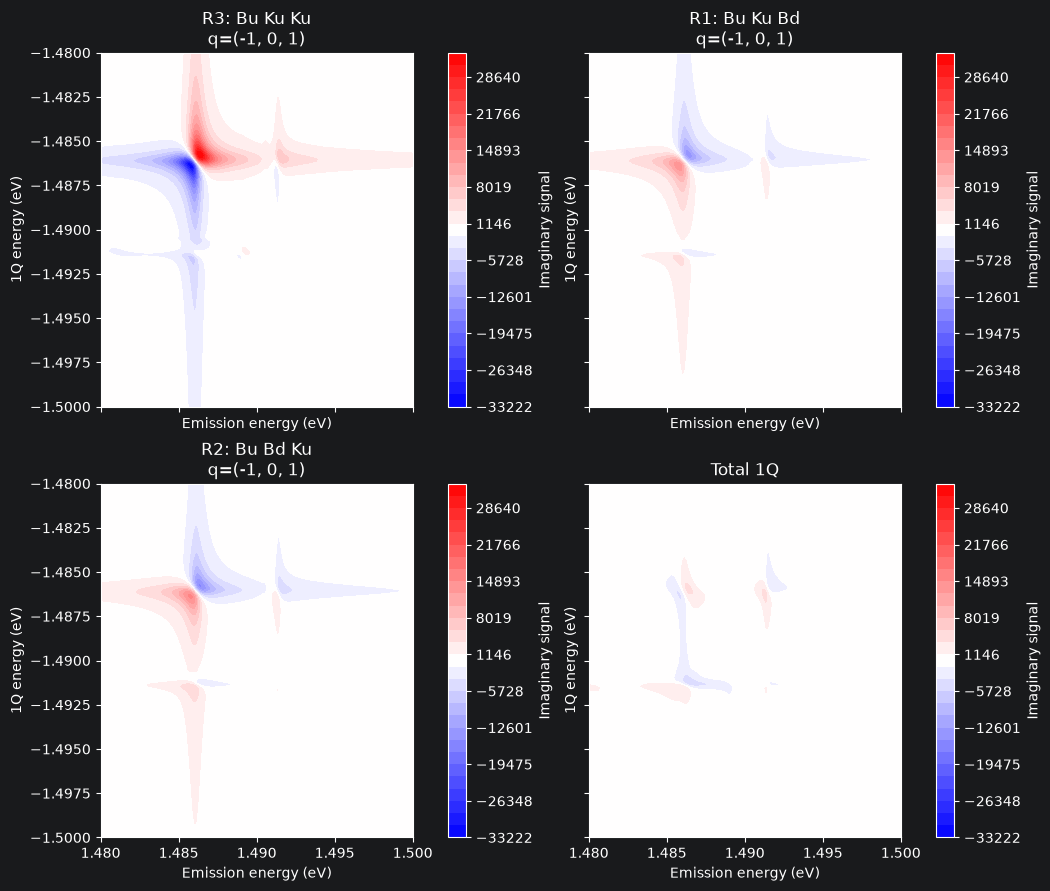 R3: Bu Ku Ku
q=(-1, 0, 1)
−1.4800
−1.4825
−1.4850
−1.4875
−1.4900
−1.4925
−1.4950
−1.4975
−1.5000
1Q energy (eV)
Emission energy (eV)
28640
21766
14893
8019
1146
−5728
−12601
−19475
−26348
−33222
Imaginary signal
R1: Bu Ku Bd
q=(-1, 0, 1)
1Q energy (eV)
Emission energy (eV)
28640
21766
14893
8019
1146
−5728
−12601
−19475
−26348
−33222
Imaginary signal
R2: Bu Bd Ku
q=(-1, 0, 1)
−1.4800
−1.4825
−1.4850
−1.4875
−1.4900
−1.4925
−1.4950
−1.4975
−1.5000
1Q energy (eV)
1.480 1.485 1.490 1.495 1.500
Emission energy (eV)
28640
21766
14893
8019
1146
−5728
−12601
−19475
−26348
−33222
Imaginary signal
Total 1Q
1Q energy (eV)
1.480 1.485 1.490 1.495 1.500
Emission energy (eV)
28640
21766
14893
8019
1146
−5728
−12601
−19475
−26348
−33222
Imaginary signal